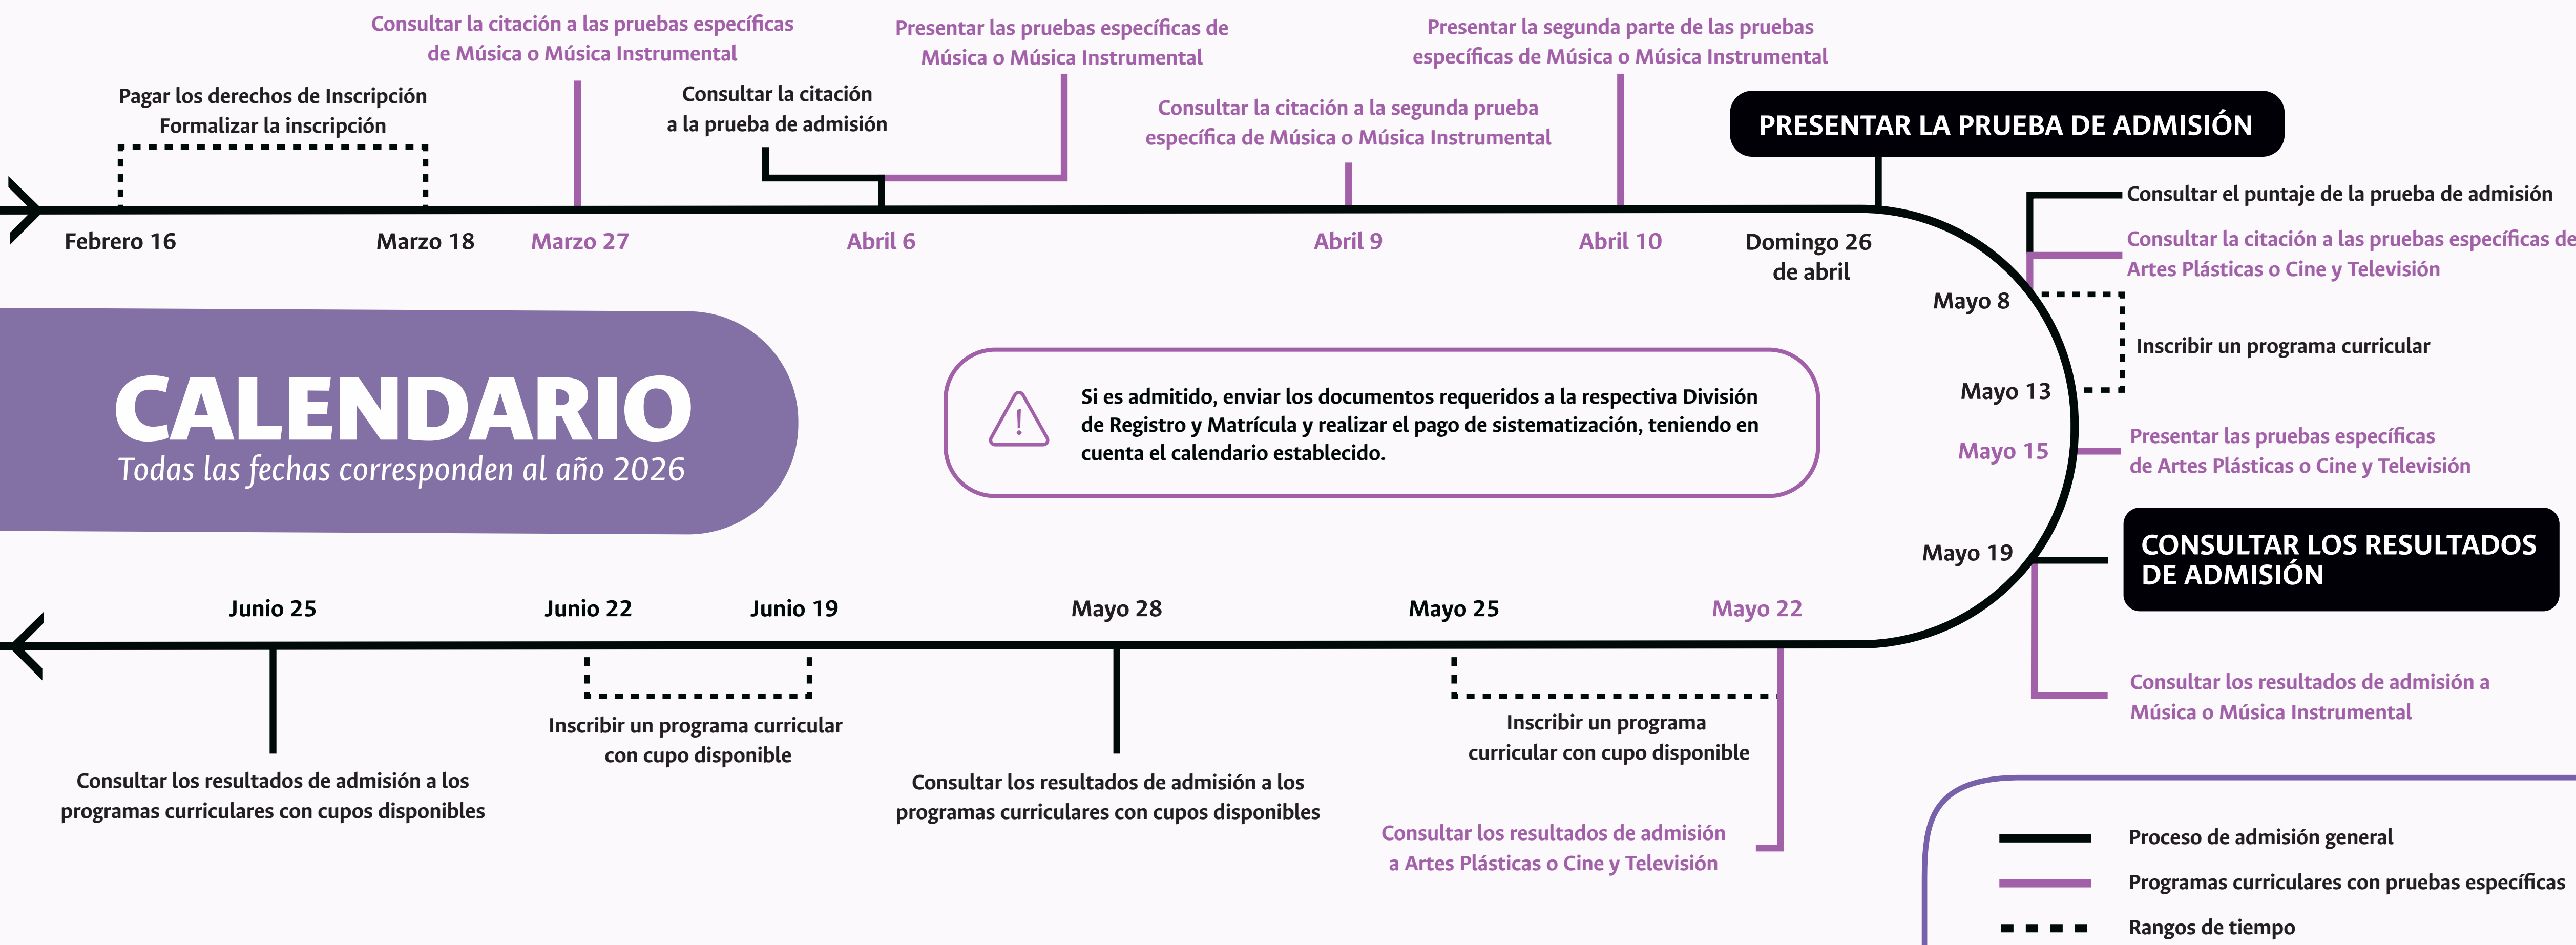 Consultar la citación a las pruebas específicas
de Música o Música Instrumental
Presentar las pruebas específicas de
Música o Música Instrumental
Presentar la segunda parte de las pruebas
específicas de Música o Música Instrumental
Pagar los derechos de Inscripción
Formalizar la inscripción
Consultar la citación
a la prueba de admisión
Consultar la citación a la segunda prueba
específica de Música o Música Instrumental
PRESENTAR LA PRUEBA DE ADMISIÓN
Febrero 16
Marzo 18
Marzo 27
Abril 6
Abril 9
Abril 10
Domingo 26
de abril
Consultar el puntaje de la prueba de admisión
Consultar la citación a las pruebas específicas de
Artes Plásticas o Cine y Televisión
Mayo 8
Inscribir un programa curricular
Mayo 13
Mayo 15
Presentar las pruebas específicas
de Artes Plásticas o Cine y Televisión
CALENDARIO
Todas las fechas corresponden al año 2026
Si es admitido, enviar los documentos requeridos a la respectiva División
de Registro y Matrícula y realizar el pago de sistematización, teniendo en
cuenta el calendario establecido.
Mayo 19
CONSULTAR LOS RESULTADOS
DE ADMISIÓN
Consultar los resultados de admisión a
Música o Música Instrumental
Junio 25
Junio 22
Junio 19
Mayo 28
Mayo 25
Mayo 22
Consultar los resultados de admisión a los
programas curriculares con cupos disponibles
Inscribir un programa curricular
con cupo disponible
Consultar los resultados de admisión a los
programas curriculares con cupos disponibles
Inscribir un programa
curricular con cupo disponible
Consultar los resultados de admisión
a Artes Plásticas o Cine y Televisión
Proceso de admisión general
Programas curriculares con pruebas específicas
Rangos de tiempo